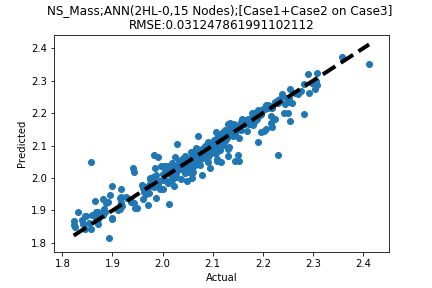 NS_Mass;ANN(2HL-0,15 Nodes);[Case1+Case2 on Case3]
RMSE:0.031247861991102112
2.4
2.3
2.2
2.1
2.0
1.9
1.8
Predicted
1.8 1.9 2.0 2.1 2.2 2.3 2.4
Actual